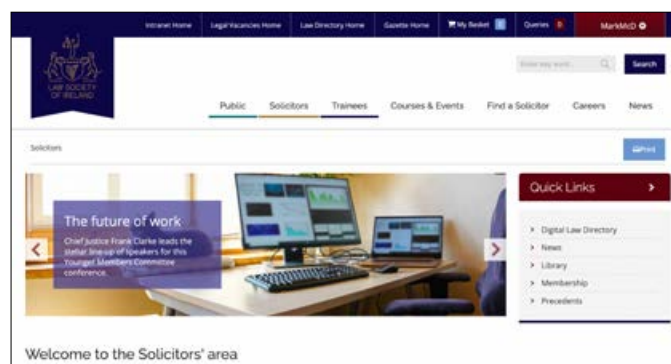 Intranet Home Legal Vacancies Home Law Directory Home Gazette Home My Basket Queries 0 MarkMcD
LAW SOCIETY
OF IRELAND
Search
Public Solicitors Trainees Courses & Events Find a Solicitor Careers News
Solicitors
Print
The future of work
Chief Justice Frank Clarke leads the
stellar line-up of speakers for this
Younger Members Committee
conference.
Quick Links
Digital Law Directory
News
Library
Membership
Precedents
Welcome to the Solicitors' area